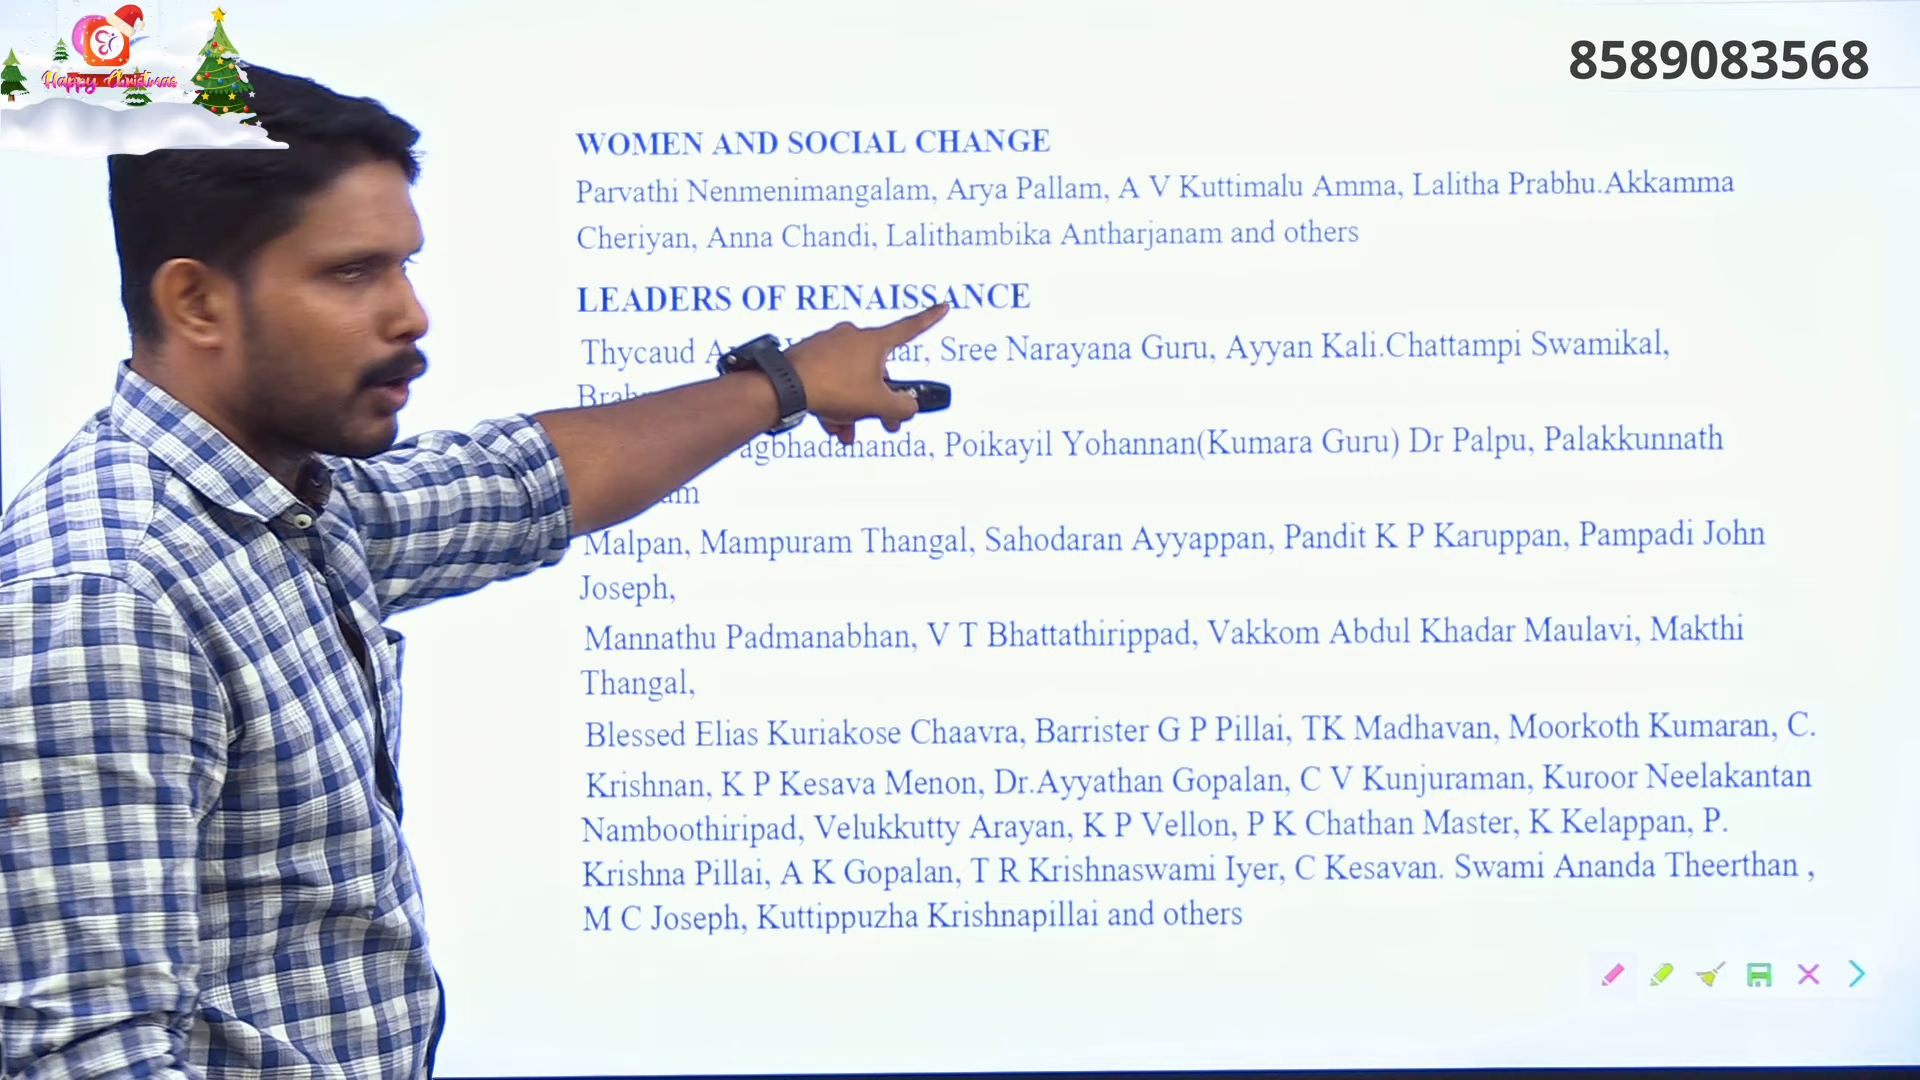 Happy Christmas
8589083568
WOMEN AND SOCIAL CHANGE
Parvathi Nenmenimangalam, Arya Pallam, A V Kuttimalu Amma, Lalitha Prabhu.Akkamma
Cheriyan, Anna Chandi, Lalithambika Antharjanam and others
LEADERS OF RENAISSANCE
Thycaud Sree Narayana Guru, Ayyan Kali.Chattampi Swamikal,
Poikayil Yohannan(Kumara Guru) Dr Palpu, Palakkunnath
Malpan, Mampuram Thangal, Sahodaran Ayyappan, Pandit K P Karuppan, Pampadi John
Joseph,
Mannathu Padmanabhan, V T Bhattathirippad, Vakkom Abdul Khadar Maulavi, Makthi
Thangal,
Blessed Elias Kuriakose Chaavra, Barrister G P Pillai, TK Madhavan, Moorkoth Kumaran, C.
Krishnan, K P Kesava Menon, Dr.Ayyathan Gopalan, C V Kunjuraman, Kuroor Neelakantan
Namboothiripad, Velukkutty Arayan, K P Vellon, P K Chathan Master, K Kelappan, P.
Krishna Pillai, A K Gopalan, T R Krishnaswami Iyer, C Kesavan. Swami Ananda Theerthan ,
M C Joseph, Kuttippuzha Krishnapillai and others